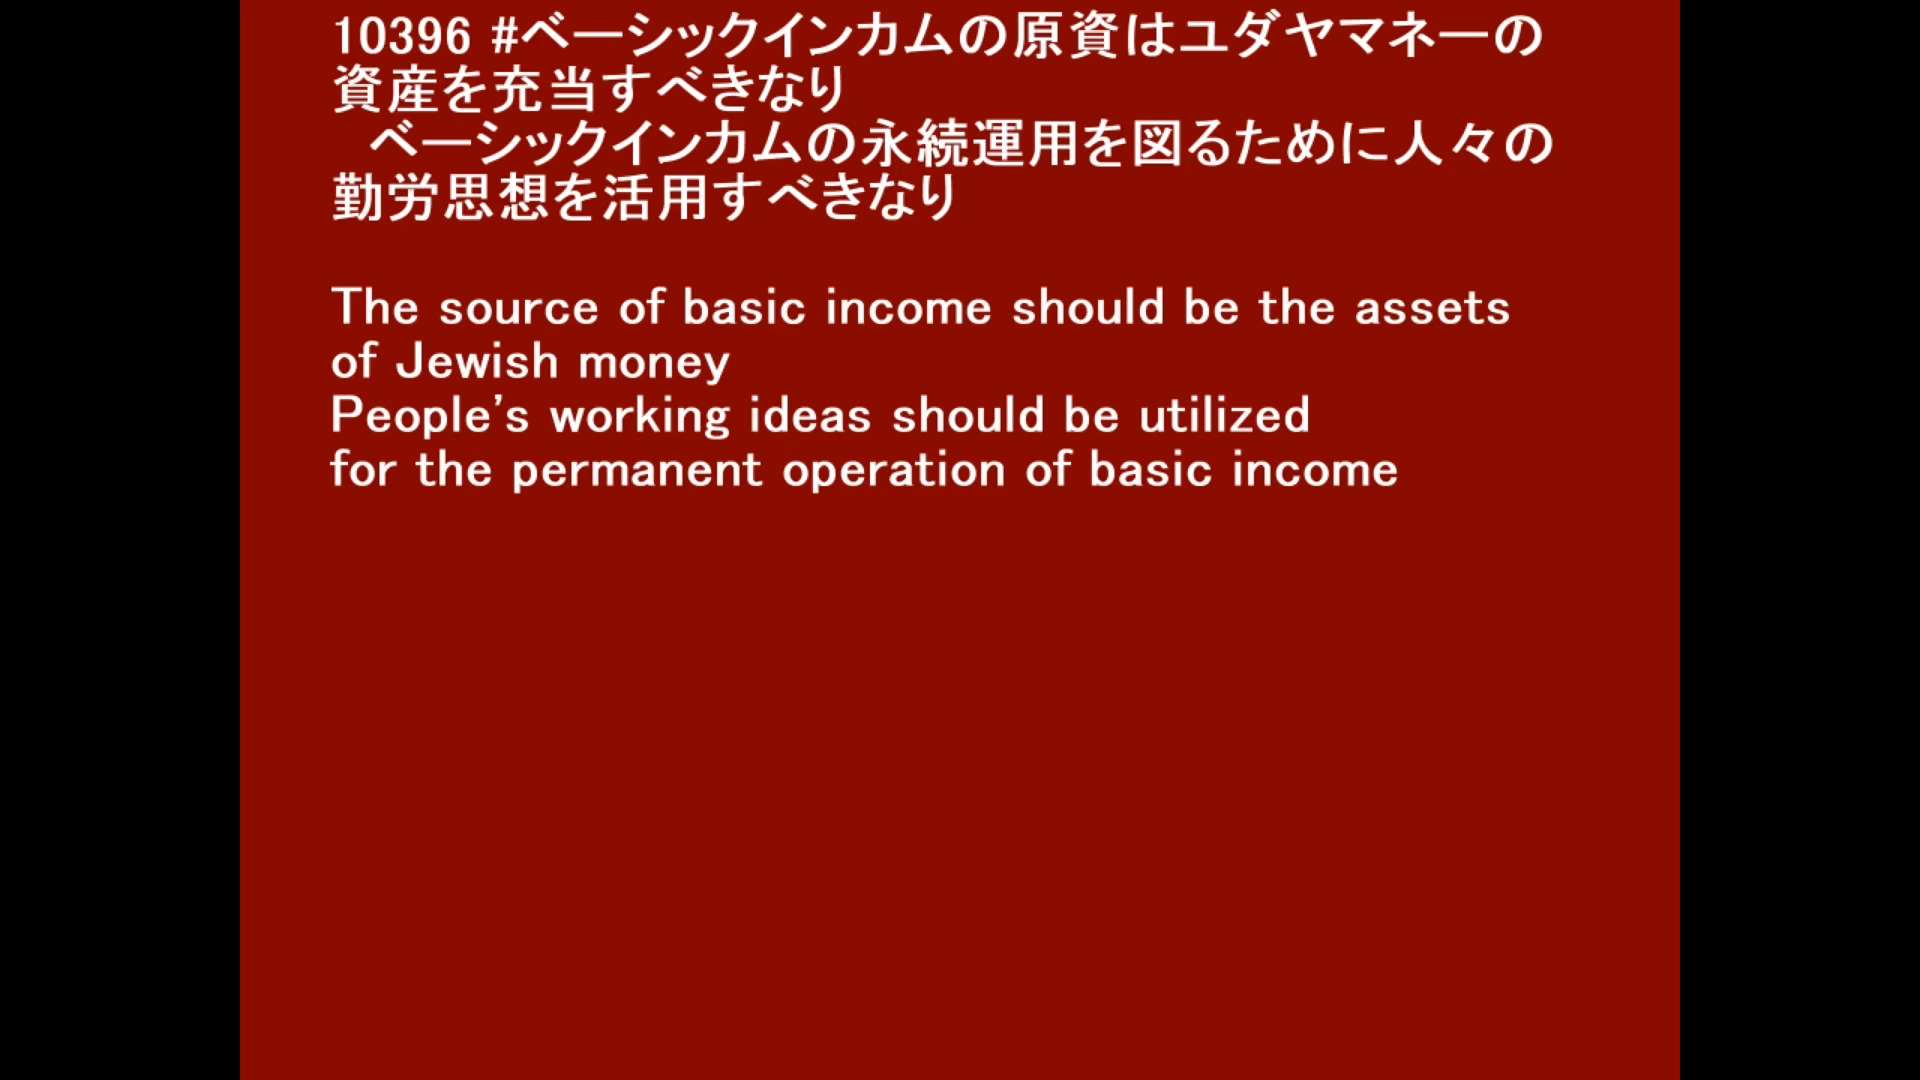 10396 #ベーシックインカムの原資はユダヤマネーの
資産を充当すべきなり
ベーシックインカムの永続運用を図るために人々の
勤労思想を活用すべきなり
The source of basic income should be the assets
of Jewish money
People's working ideas should be utilized
for the permanent operation of basic income